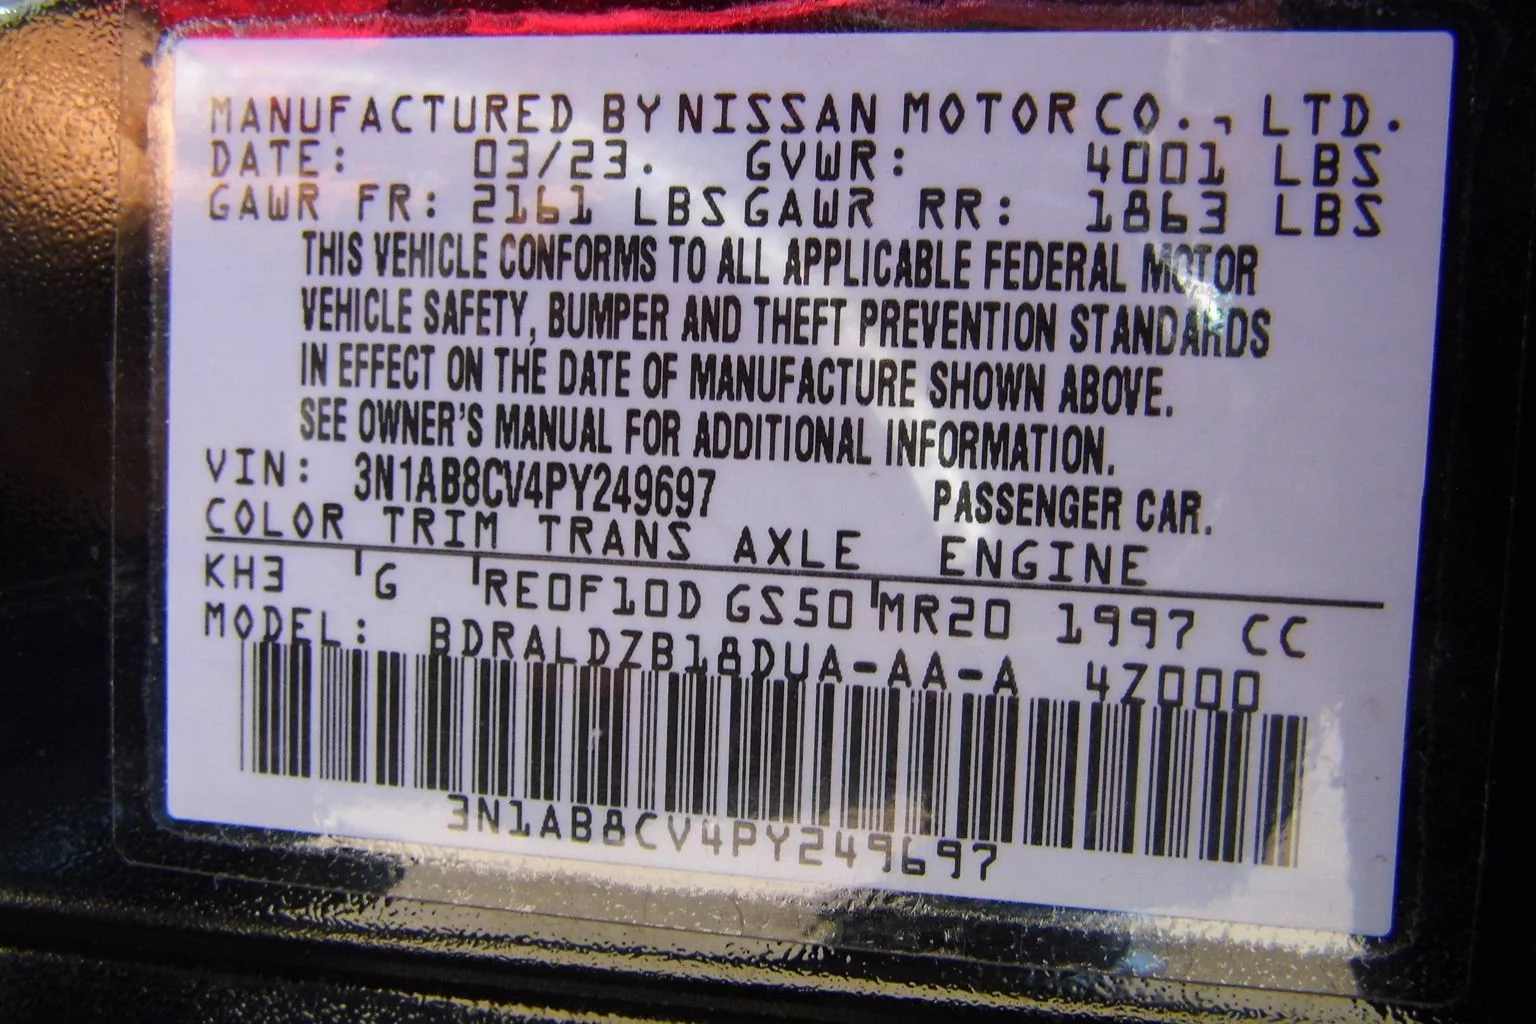 MANUFACTURED BY NISSAN MOTOR CO., LTD.
DATE: 03/23. GVWR: 4001 LBS
GAWR FR: 2161 LBS GAWR RR: 1863 LBS
THIS VEHICLE CONFORMS TO ALL APPLICABLE FEDERAL MOTOR
VEHICLE SAFETY, BUMPER AND THEFT PREVENTION STANDARDS
IN EFFECT ON THE DATE OF MANUFACTURE SHOWN ABOVE.
SEE OWNER'S MANUAL FOR ADDITIONAL INFORMATION.
VIN: 3N1AB8CV4PY249697 PASSENGER CAR.
COLOR TRIM TRANS AXLE ENGINE
KH3 G RE0F10D GS50 MR20 1997 CC
MODEL: BDRALDZB18DUA-AA-A 4Z000
3N1AB8CV4PY249697